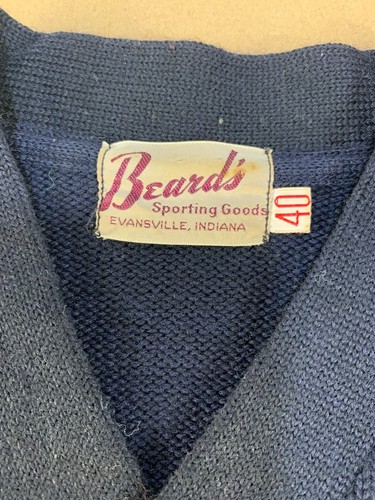 Beard's
Sporting Goods
EVANSVILLE, INDIANA
40